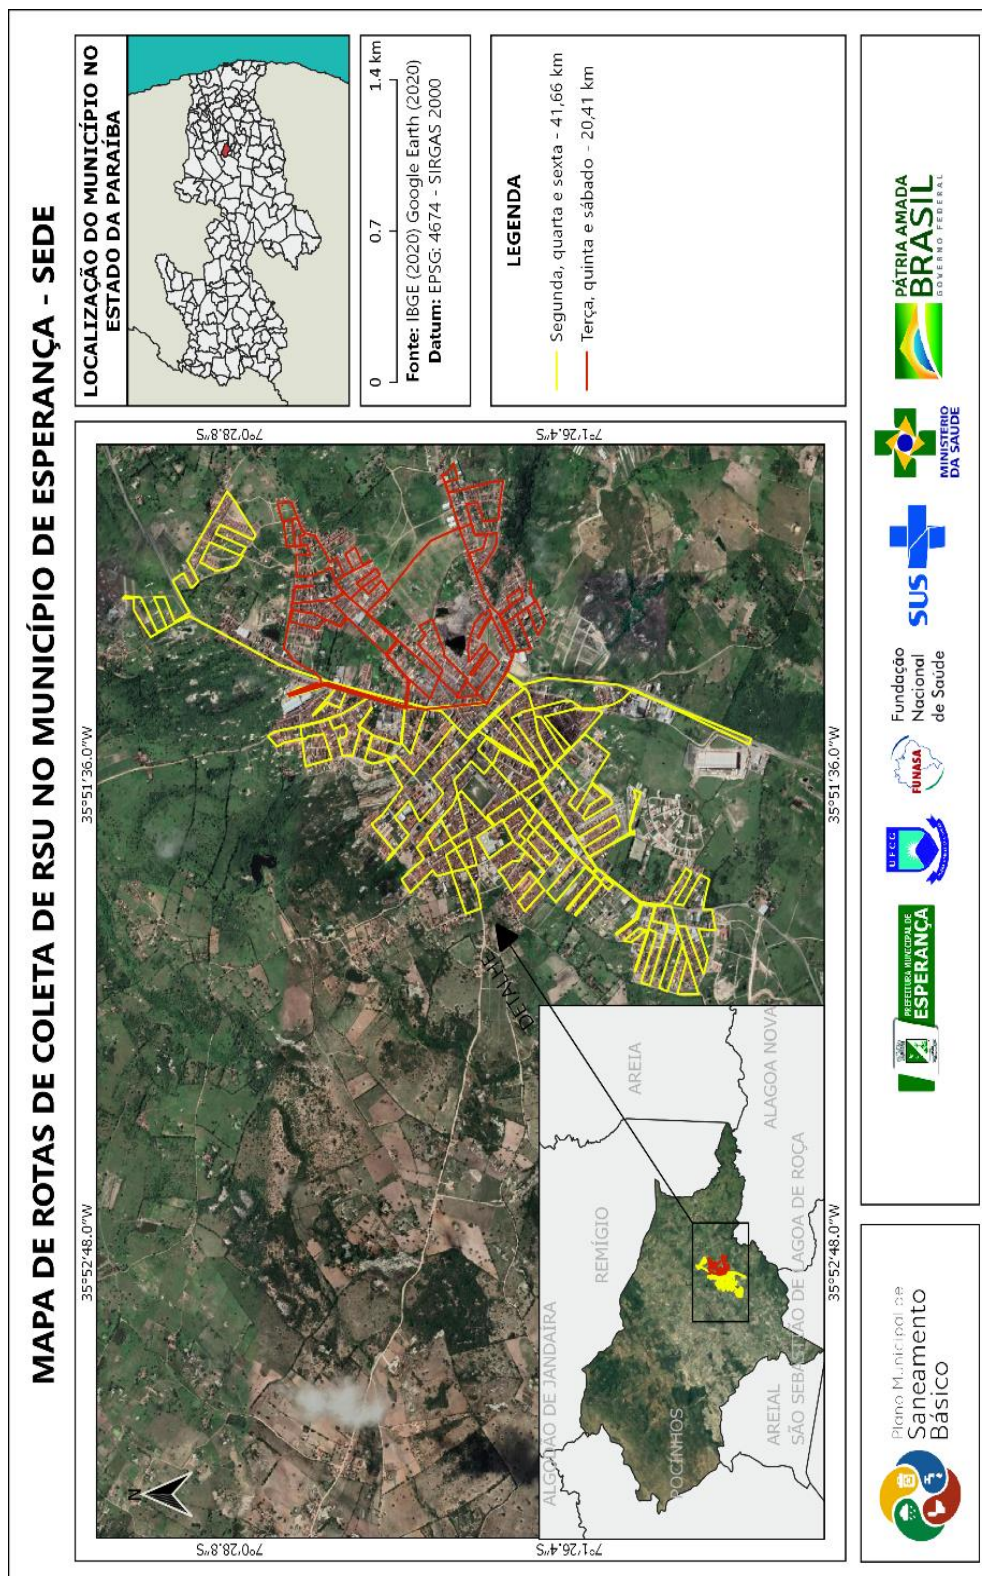 MAPA DE ROTAS DE COLETA DE RSU NO MUNICÍPIO DE ESPERANÇA - SEDE
35°52'48.0"W
35°51'36.0"W
7°0'28.8"S
7°0'28.8"S
7°1'26.4"S
7°1'26.4"S
35°52'48.0"W
35°51'36.0"W
N
DETALHE
ALGODÃO DE JANDAÍRA
REMÍGIO
AREIA
POCINHOS
AREIAL
SÃO SEBASTIÃO DE LAGOA DE ROÇA
ALAGOA NOVA
LOCALIZAÇÃO DO MUNICÍPIO NO
ESTADO DA PARAÍBA
0 0.7 1.4 km
Fonte: IBGE (2020) Google Earth (2020)
Datum: EPSG: 4674 - SIRGAS 2000
LEGENDA
Segunda, quarta e sexta - 41,66 km
Terça, quinta e sábado - 20,41 km
Plano Municipal de
Saneamento
Básico
PREFEITURA MUNICIPAL DE
ESPERANÇA
UFCG
FUNASA
Fundação
Nacional
de Saúde
SUS
MINISTÉRIO
DA SAÚDE
PÁTRIA AMADA
BRASIL
GOVERNO FEDERAL